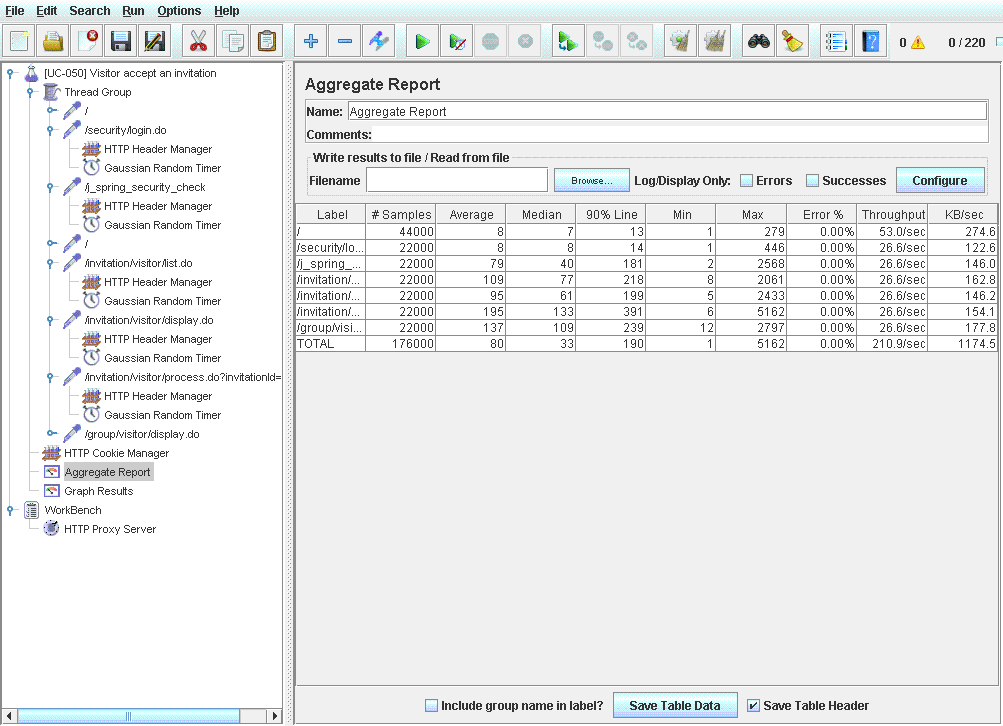 File Edit Search Run Options Help
0 0 / 220
[UC-050] Visitor accept an invitation
Thread Group
/
/security/login.do
HTTP Header Manager
Gaussian Random Timer
/j_spring_security_check
HTTP Header Manager
Gaussian Random Timer
/
/invitation/visitor/list.do
HTTP Header Manager
Gaussian Random Timer
/invitation/visitor/display.do
HTTP Header Manager
Gaussian Random Timer
/invitation/visitor/process.do?invitationId=
HTTP Header Manager
Gaussian Random Timer
/group/visitor/display.do
HTTP Cookie Manager
Aggregate Report
Graph Results
WorkBench
HTTP Proxy Server
Aggregate Report
Name: Aggregate Report
Comments:
Write results to file / Read from file
Filename Browse... Log/Display Only: Errors Successes Configure
Label # Samples Average Median 90% Line Min Max Error % Throughput KB/sec
/ 44000 8 7 13 1 279 0.00% 53.0/sec 274.6
/security/lo... 22000 8 8 14 1 446 0.00% 26.6/sec 122.6
/j_spring_... 22000 79 40 181 2 2568 0.00% 26.6/sec 146.0
/invitation/... 22000 109 77 218 8 2061 0.00% 26.6/sec 162.8
/invitation/... 22000 95 61 199 5 2433 0.00% 26.6/sec 146.2
/invitation/... 22000 195 133 391 6 5162 0.00% 26.6/sec 154.1
/group/visi... 22000 137 109 239 12 2797 0.00% 26.6/sec 177.8
TOTAL 176000 80 33 190 1 5162 0.00% 210.9/sec 1174.5
Include group name in label? Save Table Data Save Table Header